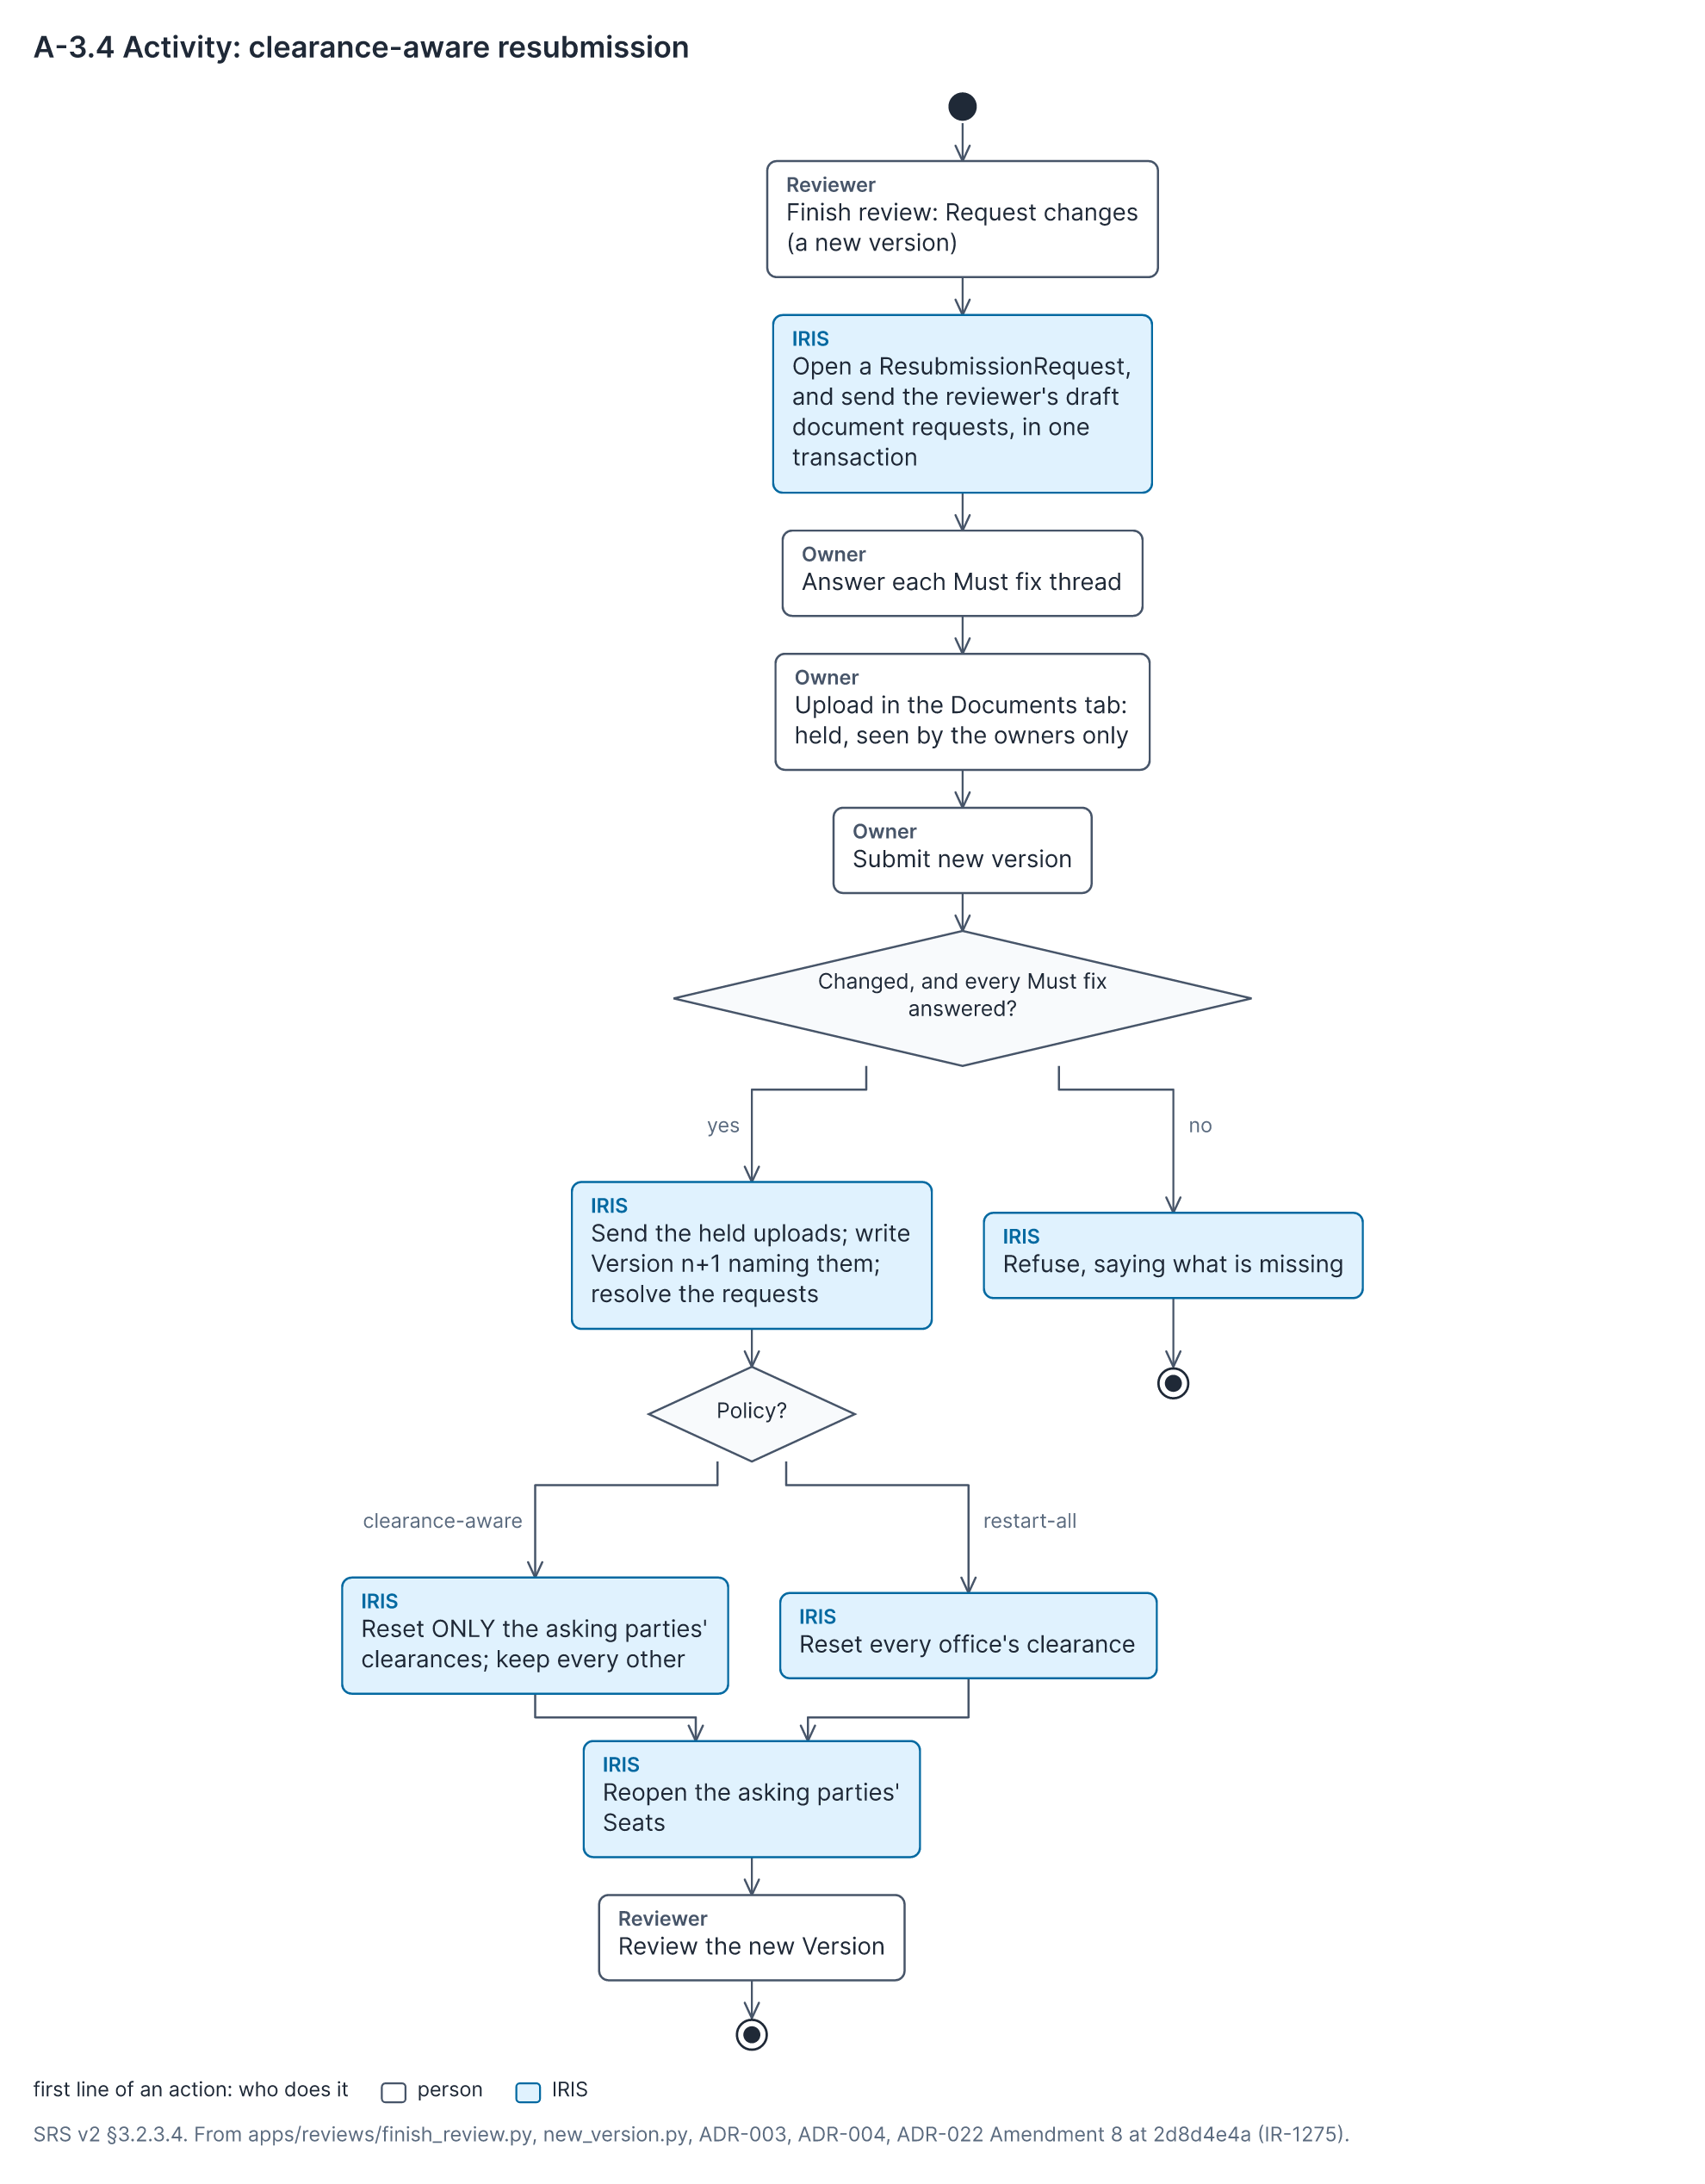 A-3.4 Activity: clearance-aware resubmission
Reviewer
Finish review: Request changes
(a new version)
IRIS
Open a ResubmissionRequest,
and send the reviewer's draft
document requests, in one
transaction
Owner
Answer each Must fix thread
Owner
Upload in the Documents tab:
held, seen by the owners only
Owner
Submit new version
Changed, and every Must fix
answered?
yes
no
IRIS
Send the held uploads; write
Version n+1 naming them;
resolve the requests
IRIS
Refuse, saying what is missing
Policy?
clearance-aware
restart-all
IRIS
Reset ONLY the asking parties'
clearances; keep every other
IRIS
Reset every office's clearance
IRIS
Reopen the asking parties'
Seats
Reviewer
Review the new Version
first line of an action: who does it
person
IRIS
SRS v2 §3.2.3.4. From apps/reviews/finish_review.py, new_version.py, ADR-003, ADR-004, ADR-022 Amendment 8 at 2d8d4e4a (IR-1275).